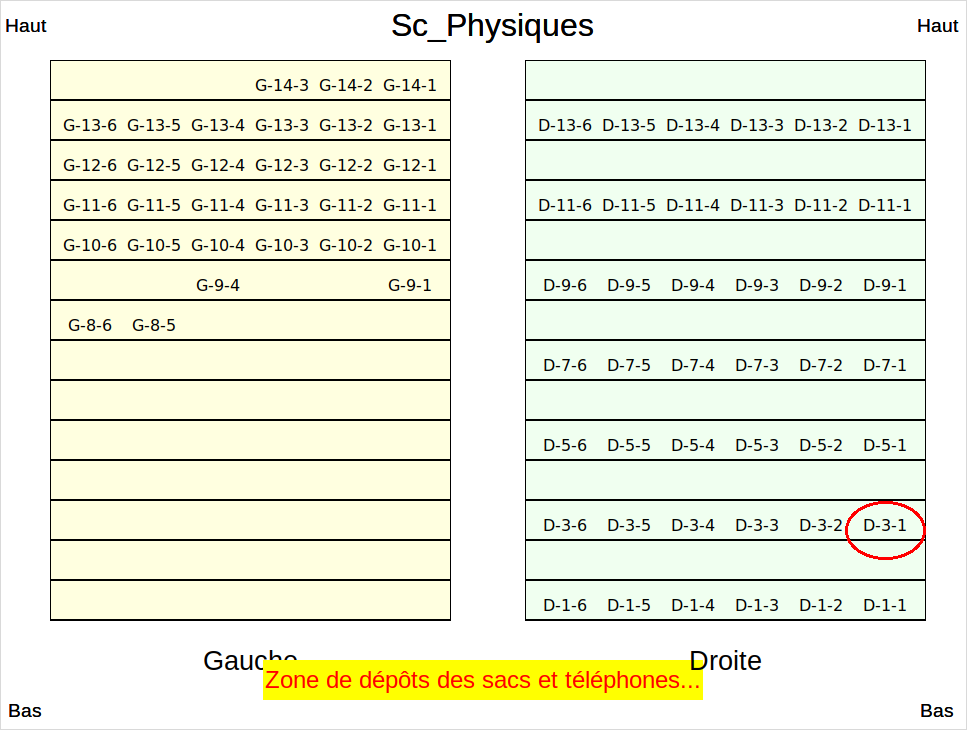 Haut Sc_Physiques Haut
G-14-3 G-14-2 G-14-1
G-13-6 G-13-5 G-13-4 G-13-3 G-13-2 G-13-1 D-13-6 D-13-5 D-13-4 D-13-3 D-13-2 D-13-1
G-12-6 G-12-5 G-12-4 G-12-3 G-12-2 G-12-1
G-11-6 G-11-5 G-11-4 G-11-3 G-11-2 G-11-1 D-11-6 D-11-5 D-11-4 D-11-3 D-11-2 D-11-1
G-10-6 G-10-5 G-10-4 G-10-3 G-10-2 G-10-1
G-9-4 G-9-1 D-9-6 D-9-5 D-9-4 D-9-3 D-9-2 D-9-1
G-8-6 G-8-5
D-7-6 D-7-5 D-7-4 D-7-3 D-7-2 D-7-1
D-5-6 D-5-5 D-5-4 D-5-3 D-5-2 D-5-1
D-3-6 D-3-5 D-3-4 D-3-3 D-3-2 D-3-1
D-1-6 D-1-5 D-1-4 D-1-3 D-1-2 D-1-1
Gauche Droite
Zone de dépôts des sacs et téléphones...
Bas Bas